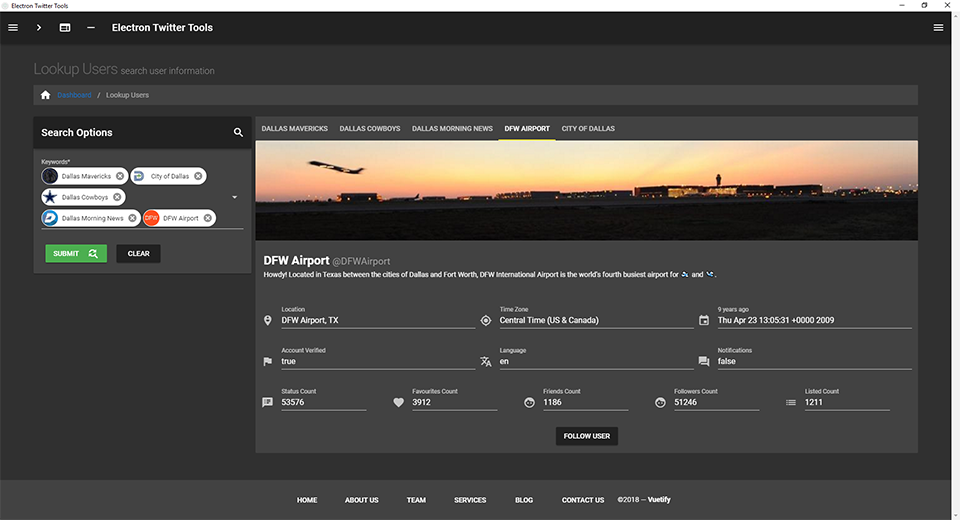 Electron Twitter Tools
Electron Twitter Tools
Lookup Users search user information
Dashboard / Lookup Users
Search Options
Keywords*
Dallas Mavericks City of Dallas
Dallas Cowboys
Dallas Morning News DFW DFW Airport
SUBMIT CLEAR
DALLAS MAVERICKS DALLAS COWBOYS DALLAS MORNING NEWS DFW AIRPORT CITY OF DALLAS
DFW Airport @DFWAirport
Howdy! Located in Texas between the cities of Dallas and Fort Worth, DFW International Airport is the world's fourth busiest airport for 🛬 and 🛫.
Location Time Zone 9 years ago
DFW Airport, TX Central Time (US & Canada) Thu Apr 23 13:05:31 +0000 2009
Account Verified Language Notifications
true en false
Status Count Favourites Count Friends Count Followers Count Listed Count
53576 3912 1186 51246 1211
FOLLOW USER
HOME ABOUT US TEAM SERVICES BLOG CONTACT US ©2018 — Vuetify